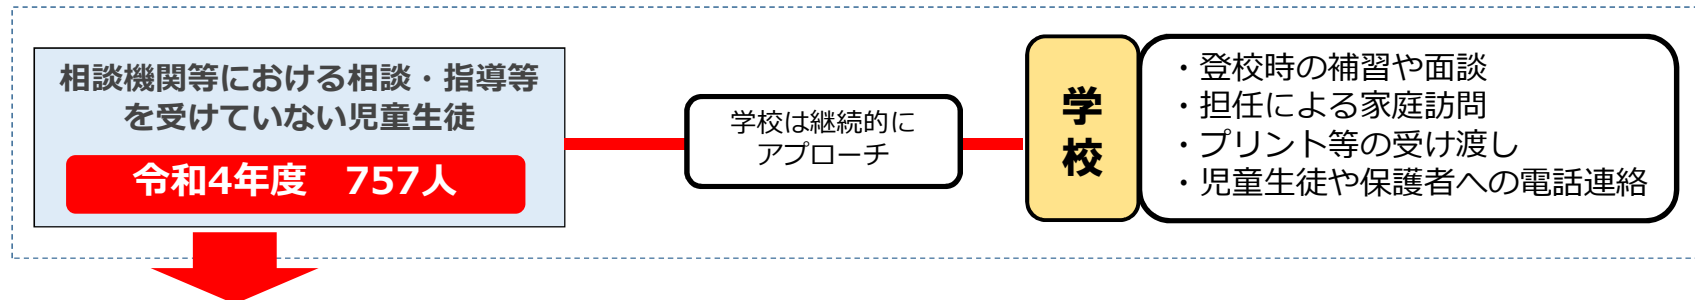 相談機関等における相談・指導等
を受けていない児童生徒
令和4年度　757人
学校は継続的に
アプローチ
学校
・登校時の補習や面談
・担任による家庭訪問
・プリント等の受け渡し
・児童生徒や保護者への電話連絡